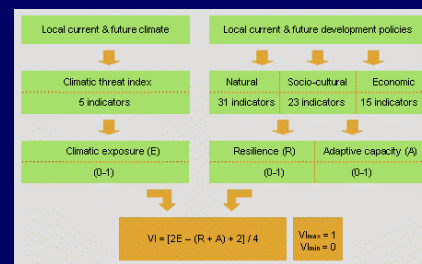 Local current & future climate
Local current & future development policies
Climatic threat index
5 indicators
Natural
Socio-cultural
Economic
31 indicators
23 indicators
15 indicators
Climatic exposure (E)
(0-1)
Resilience (R)
Adaptive capacity (A)
(0-1)
(0-1)
VI = [2E – (R + A) + 2] / 4
VImax = 1
VImin = 0